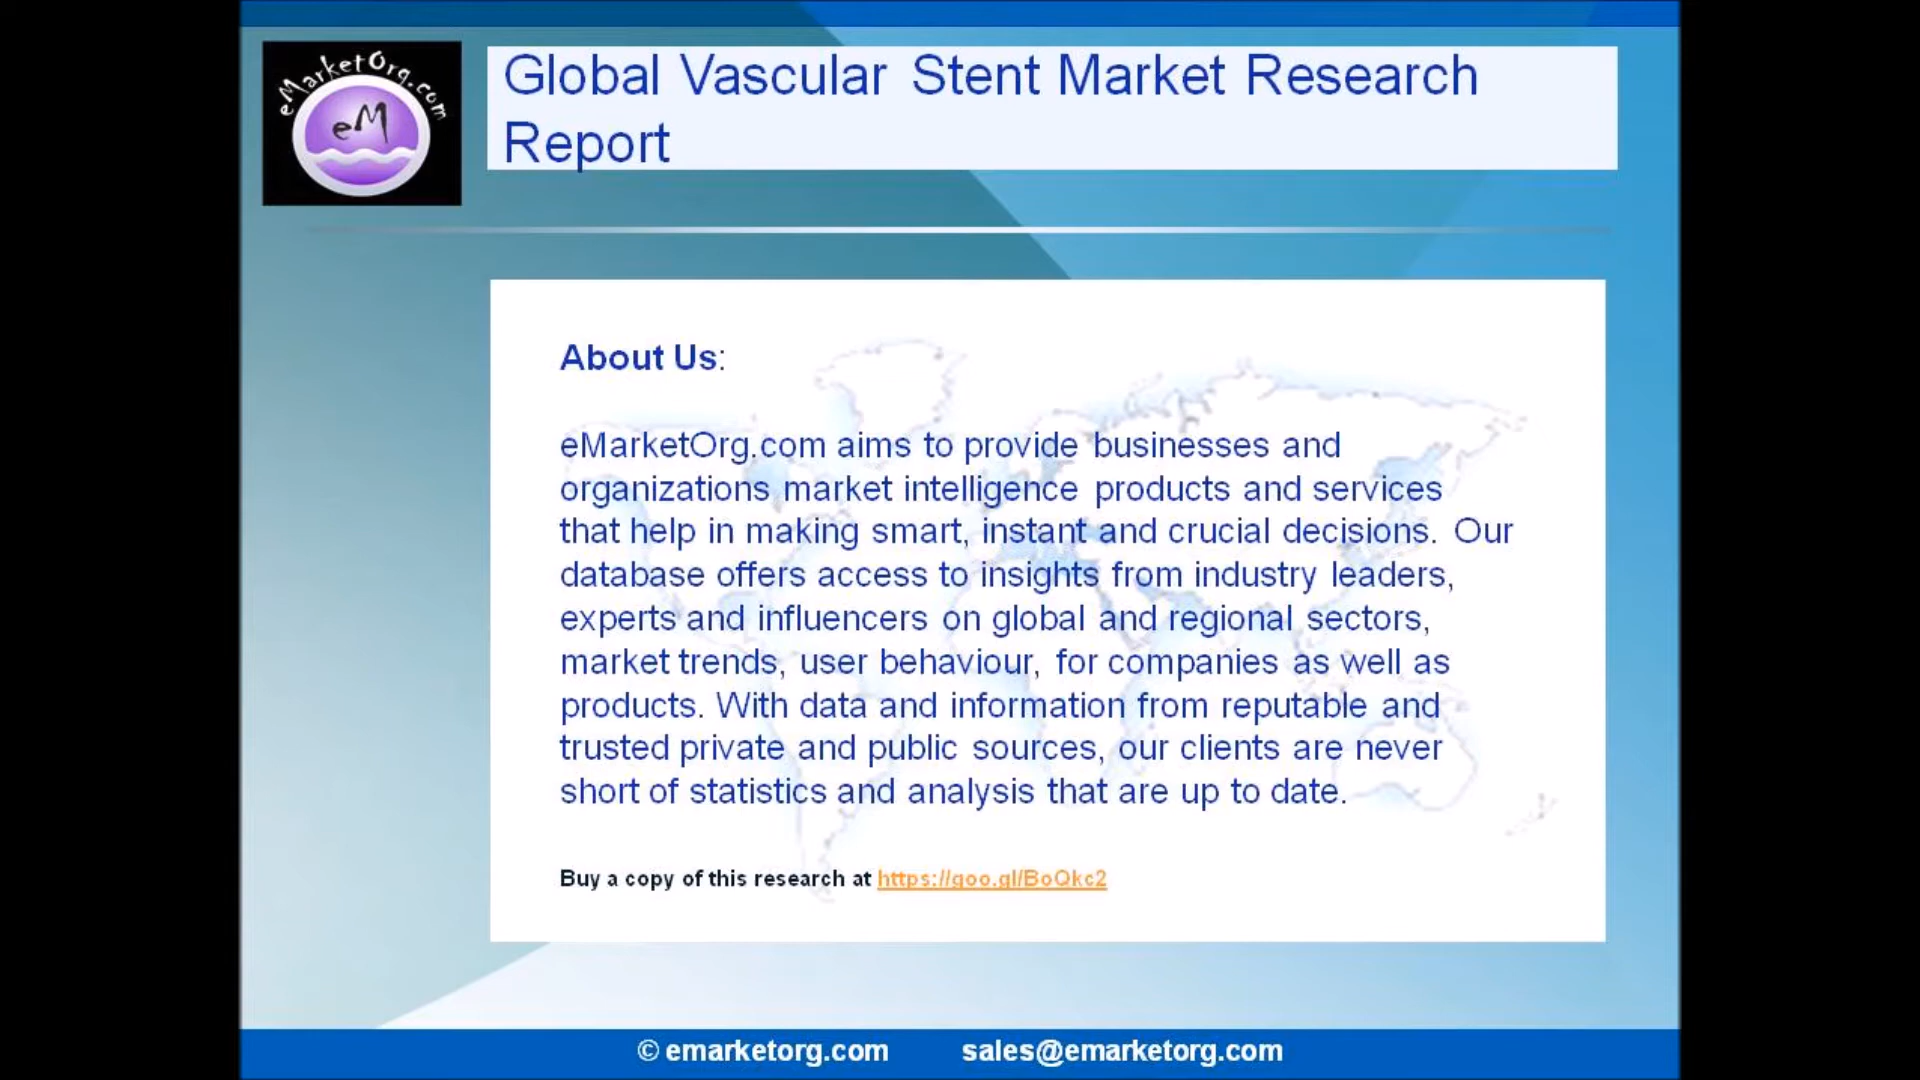 eMarketOrg.com
eM
Global Vascular Stent Market Research
Report
About Us:
eMarketOrg.com aims to provide businesses and
organizations market intelligence products and services
that help in making smart, instant and crucial decisions. Our
database offers access to insights from industry leaders,
experts and influencers on global and regional sectors,
market trends, user behaviour, for companies as well as
products. With data and information from reputable and
trusted private and public sources, our clients are never
short of statistics and analysis that are up to date.
Buy a copy of this research at https://goo.gl/BoQkc2
© emarketorg.com sales@emarketorg.com